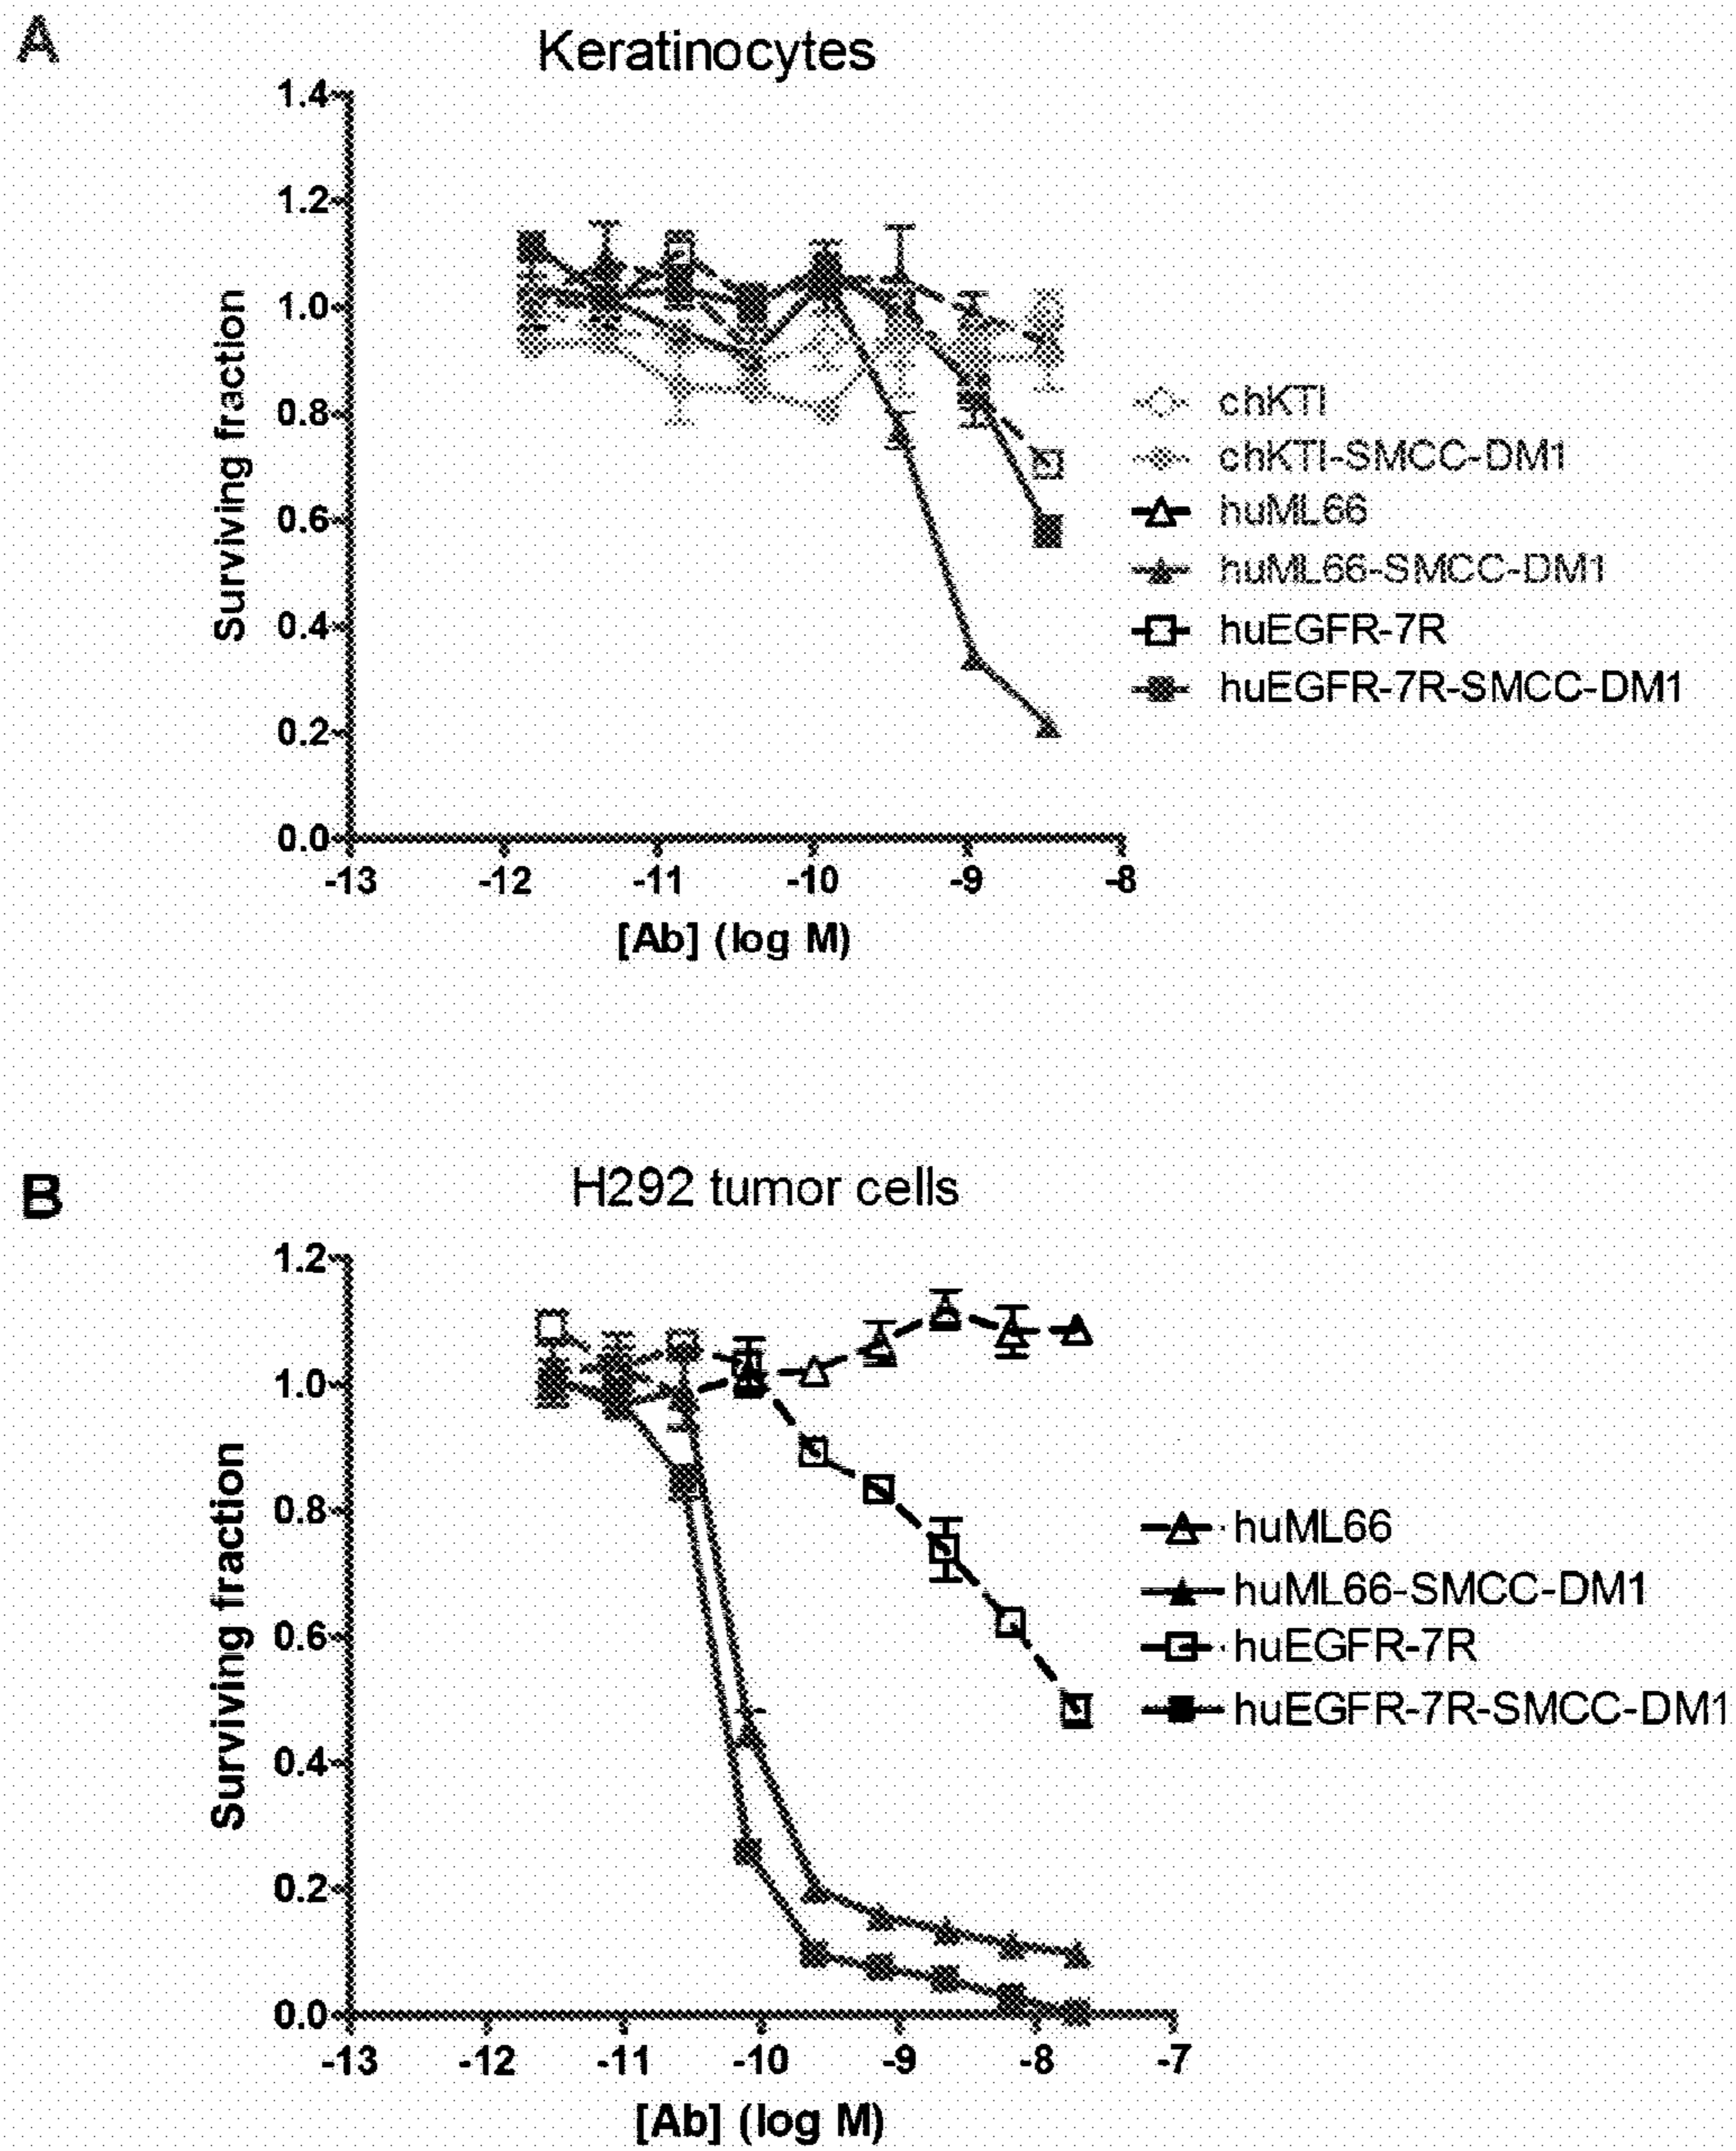 A
Keratinocytes
1.4
1.2
1.0
0.8
0.6
0.4
0.2
0.0
Surviving fraction
-13 -12 -11 -10 -9 -8
[Ab] (log M)
chKTI
chKTI-SMCC-DM1
huML66
huML66-SMCC-DM1
huEGFR-7R
huEGFR-7R-SMCC-DM1
B
H292 tumor cells
1.2
1.0
0.8
0.6
0.4
0.2
0.0
Surviving fraction
-13 -12 -11 -10 -9 -8 -7
[Ab] (log M)
huML66
huML66-SMCC-DM1
huEGFR-7R
huEGFR-7R-SMCC-DM1